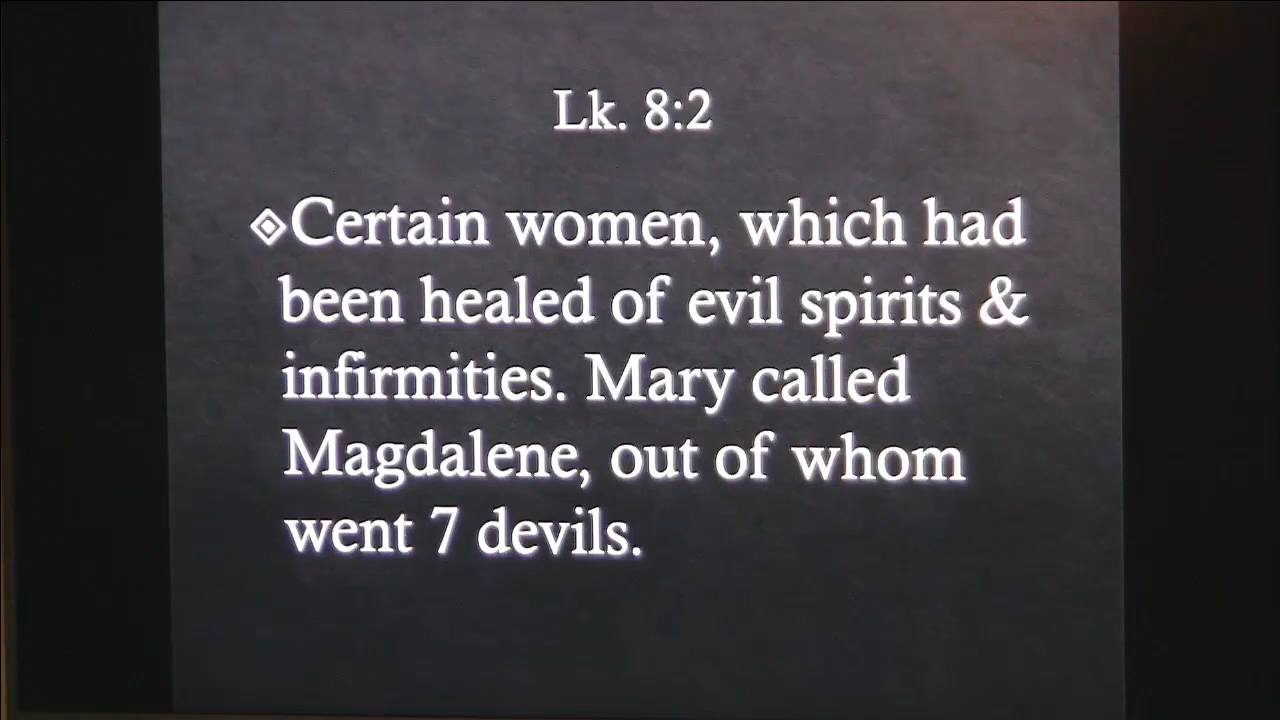 Lk. 8:2
Certain women, which had
been healed of evil spirits &
infirmities. Mary called
Magdalene, out of whom
went 7 devils.